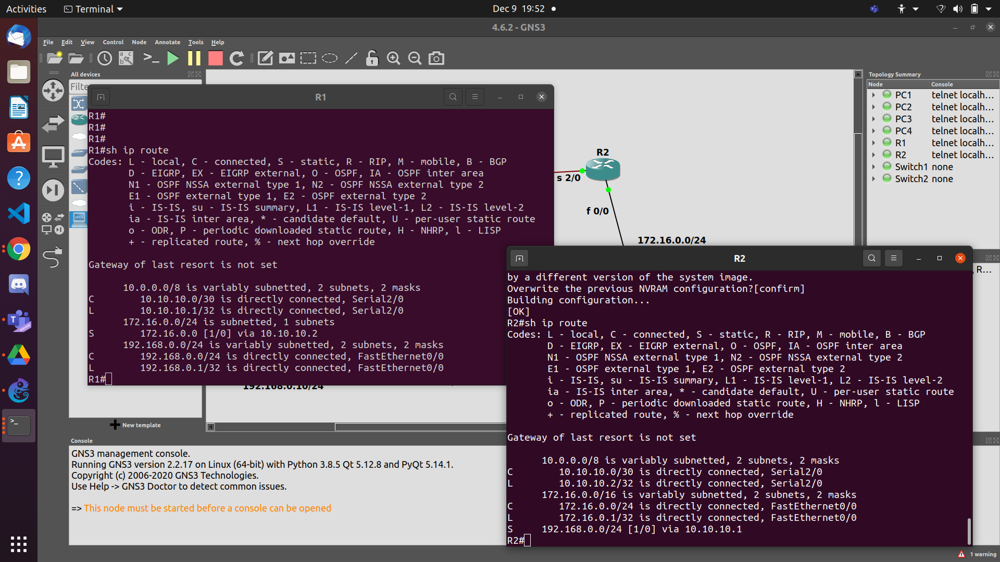 Activities Terminal Dec 9 19:52
4.6.2 - GNS3
File Edit View Control Node Annotate Tools Help
All devices
Filte
R1
R1#
R1#
R1#
R1#sh ip route
Codes: L - local, C - connected, S - static, R - RIP, M - mobile, B - BGP
D - EIGRP, EX - EIGRP external, O - OSPF, IA - OSPF inter area
N1 - OSPF NSSA external type 1, N2 - OSPF NSSA external type 2
E1 - OSPF external type 1, E2 - OSPF external type 2
i - IS-IS, su - IS-IS summary, L1 - IS-IS level-1, L2 - IS-IS level-2
ia - IS-IS inter area, * - candidate default, U - per-user static route
o - ODR, P - periodic downloaded static route, H - NHRP, l - LISP
+ - replicated route, % - next hop override
Gateway of last resort is not set
10.0.0.0/8 is variably subnetted, 2 subnets, 2 masks
C 10.10.10.0/30 is directly connected, Serial2/0
L 10.10.10.1/32 is directly connected, Serial2/0
172.16.0.0/24 is subnetted, 1 subnets
S 172.16.0.0 [1/0] via 10.10.10.2
192.168.0.0/24 is variably subnetted, 2 subnets, 2 masks
C 192.168.0.0/24 is directly connected, FastEthernet0/0
L 192.168.0.1/32 is directly connected, FastEthernet0/0
R1#
192.168.0.10/24
R2
s 2/0
f 0/0
172.16.0.0/24
Topology Summary
Node Console
PC1 telnet localh...
PC2 telnet localh...
PC3 telnet localh...
PC4 telnet localh...
R1 telnet localh...
R2 telnet localh...
Switch1 none
Switch2 none
, R...
R2
by a different version of the system image.
Overwrite the previous NVRAM configuration?[confirm]
Building configuration...
[OK]
R2#sh ip route
Codes: L - local, C - connected, S - static, R - RIP, M - mobile, B - BGP
D - EIGRP, EX - EIGRP external, O - OSPF, IA - OSPF inter area
N1 - OSPF NSSA external type 1, N2 - OSPF NSSA external type 2
E1 - OSPF external type 1, E2 - OSPF external type 2
i - IS-IS, su - IS-IS summary, L1 - IS-IS level-1, L2 - IS-IS level-2
ia - IS-IS inter area, * - candidate default, U - per-user static route
o - ODR, P - periodic downloaded static route, H - NHRP, l - LISP
+ - replicated route, % - next hop override
Gateway of last resort is not set
10.0.0.0/8 is variably subnetted, 2 subnets, 2 masks
C 10.10.10.0/30 is directly connected, Serial2/0
L 10.10.10.2/32 is directly connected, Serial2/0
172.16.0.0/16 is variably subnetted, 2 subnets, 2 masks
C 172.16.0.0/24 is directly connected, FastEthernet0/0
L 172.16.0.1/32 is directly connected, FastEthernet0/0
S 192.168.0.0/24 [1/0] via 10.10.10.1
R2#
New template
Console
GNS3 management console.
Running GNS3 version 2.2.17 on Linux (64-bit) with Python 3.8.5 Qt 5.12.8 and PyQt 5.14.1.
Copyright (c) 2006-2020 GNS3 Technologies.
Use Help -> GNS3 Doctor to detect common issues.
=> This node must be started before a console can be opened
1 warning